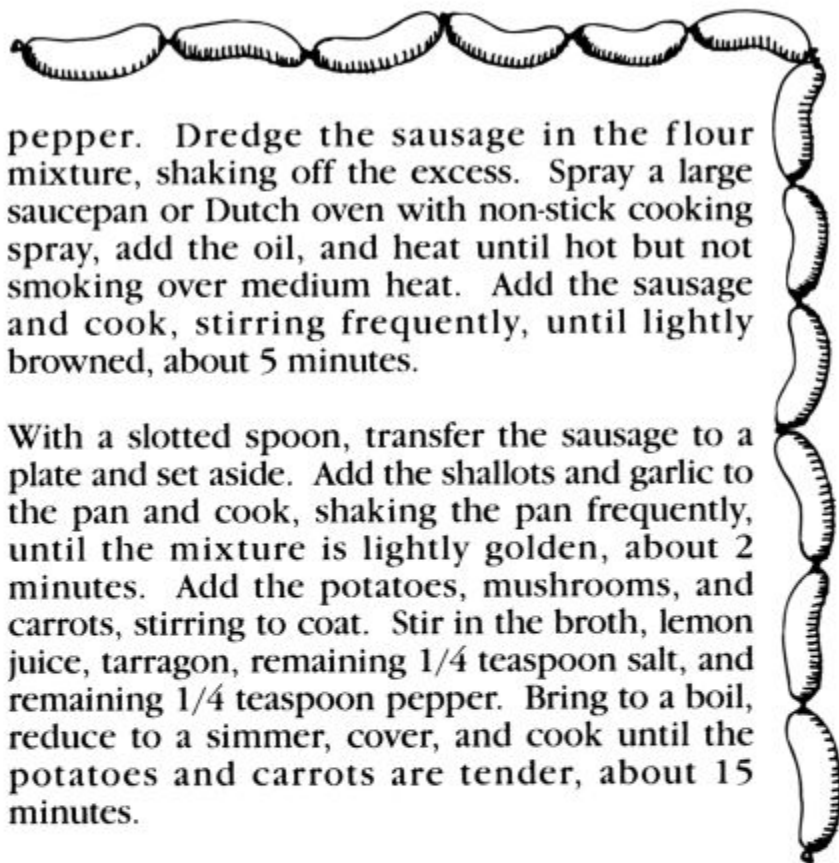 pepper. Dredge the sausage in the flour
mixture, shaking off the excess. Spray a large
saucepan or Dutch oven with non-stick cooking
spray, add the oil, and heat until hot but not
smoking over medium heat. Add the sausage
and cook, stirring frequently, until lightly
browned, about 5 minutes.

With a slotted spoon, transfer the sausage to a
plate and set aside. Add the shallots and garlic to
the pan and cook, shaking the pan frequently,
until the mixture is lightly golden, about 2
minutes. Add the potatoes, mushrooms, and
carrots, stirring to coat. Stir in the broth, lemon
juice, tarragon, remaining 1/4 teaspoon salt, and
remaining 1/4 teaspoon pepper. Bring to a boil,
reduce to a simmer, cover, and cook until the
potatoes and carrots are tender, about 15
minutes.